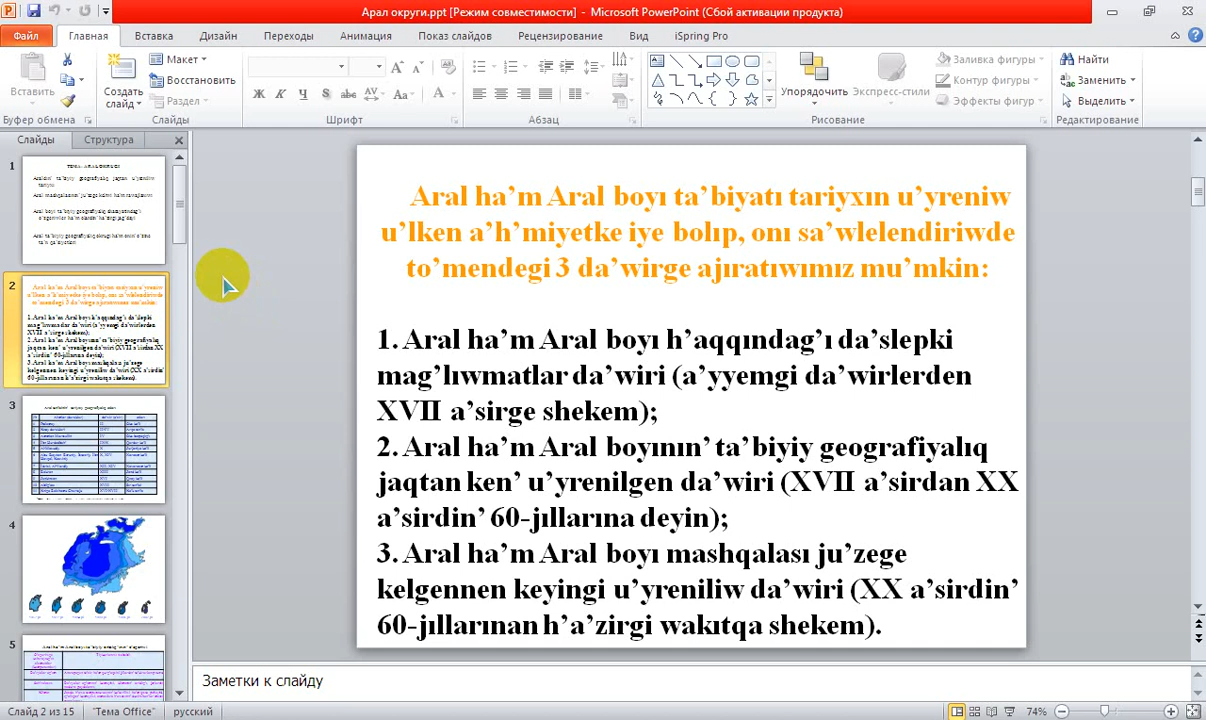 Арал округи.ppt [Режим совместимости] - Microsoft PowerPoint (Сбой активации продукта)
Файл Главная Вставка Дизайн Переходы Анимация Показ слайдов Рецензирование Вид iSpring Pro
Вставить
Создать слайд
Макет
Восстановить
Раздел
Упорядочить
Экспресс-стили
Заливка фигуры
Контур фигуры
Эффекты фигур
Найти
Заменить
Выделить
Буфер обмена Слайды Шрифт Абзац Рисование Редактирование
Слайды Структура
1
2
3
4
5
Aral ha’m Aral boyı ta’biyatı tariyxın u’yreniw
u’lken a’h’miyetke iye bolıp, onı sa’wlelendiriwde
to’mendegi 3 da’wirge ajıratıwımız mu’mkin:
1. Aral ha’m Aral boyı h’aqqındag’ı da’slepki
mag’lıwmatlar da’wiri (a’yyemgi da’wirlerden
XVII a’sirge shekem);
2. Aral ha’m Aral boyının’ ta’biyiy geografiyalıq
jaqtan ken’ u’yrenilgen da’wiri (XVII a’sirdan XX
a’sirdin’ 60-jıllarına deyin);
3. Aral ha’m Aral boyı mashqalası ju’zege
kelgennen keyingi u’yreniliw da’wiri (XX a’sirdin’
60-jıllarınan h’a’zirgi wakıtqa shekem).
Заметки к слайду
Слайд 2 из 15 "Тема Office" русский 74%